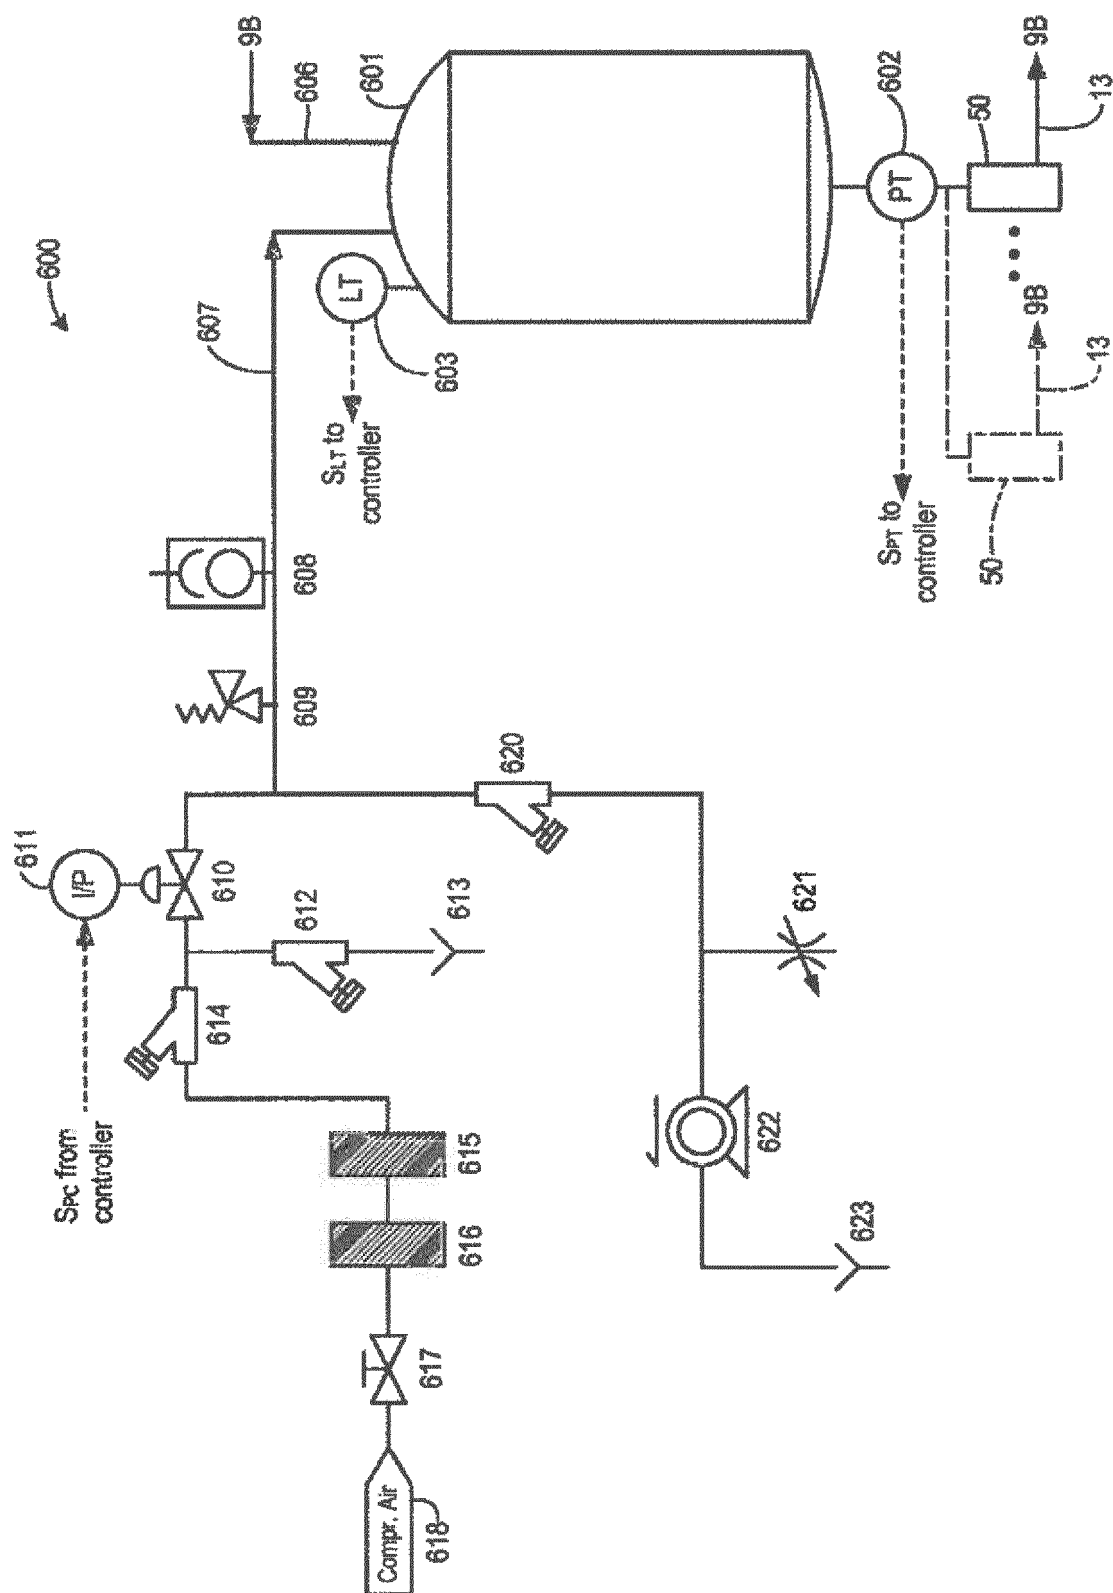 611
600
SPC from
controller
I/P
607
614
610
9B
606
612
609
608
SLT to
controller
LT
601
603
Compr. Air
618
617
616
615
613
620
622
621
623
SPT to
controller
PT
602
50
50
9B
9B
13
13